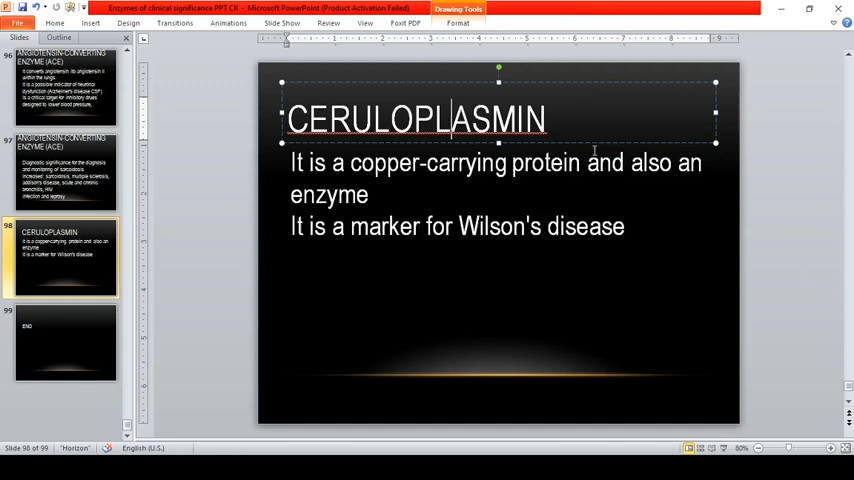 Enzymes of clinical significance PPT CK - Microsoft PowerPoint (Product Activation Failed)
Drawing Tools
File Home Insert Design Transitions Animations Slide Show Review View Foxit PDF Format
Slides Outline
96
ANGIOTENSIN-CONVERTING
ENZYME (ACE)
It converts angiotensin I to angiotensin II
within the lungs.
It is a possible indicator of neuronal
dysfunction (Alzheimer's disease CSF)
Is a critical target for inhibitory drugs
designed to lower blood pressure,
97
ANGIOTENSIN-CONVERTING
ENZYME (ACE)
Diagnostic significance for the diagnosis
and monitoring of sarcoidosis
increased: sarcoidosis, multiple sclerosis,
addison's disease, acute and chronic
bronchitis, HIV
infection and leprosy
98
CERULOPLASMIN
It is a copper-carrying protein and also an
enzyme
It is a marker for Wilson's disease
99
END
CERULOPLASMIN
It is a copper-carrying protein and also an
enzyme
It is a marker for Wilson's disease
Slide 98 of 99 "Horizon" English (U.S.) 80%